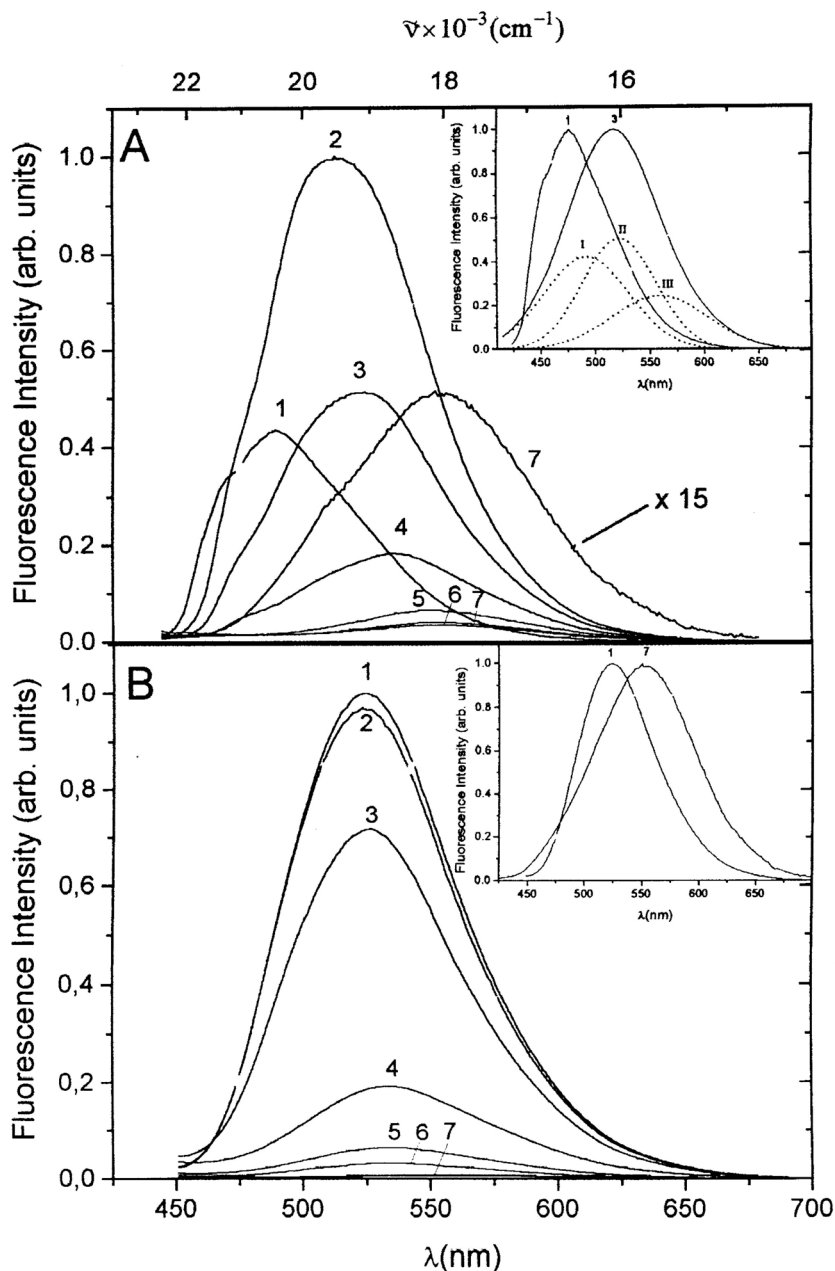 ṽ×10⁻³(cm⁻¹)
22 20 18 16
A
Fluorescence Intensity (arb. units)
1.0
0.8
0.6
0.4
0.2
0.0
1
2
3
4
5
6
7
7
x 15
Fluorescence Intensity (arb. units)
1.0
0.8
0.6
0.4
0.2
0.0
1
3
I
II
III
450 500 550 600 650
λ(nm)
B
Fluorescence Intensity (arb. units)
1,0
0,8
0,6
0,4
0,2
0,0
1
2
3
4
5
6
7
Fluorescence Intensity (arb. units)
1.0
0.8
0.6
0.4
0.2
0.0
1
7
450 500 550 600 650
λ(nm)
450 500 550 600 650 700
λ(nm)